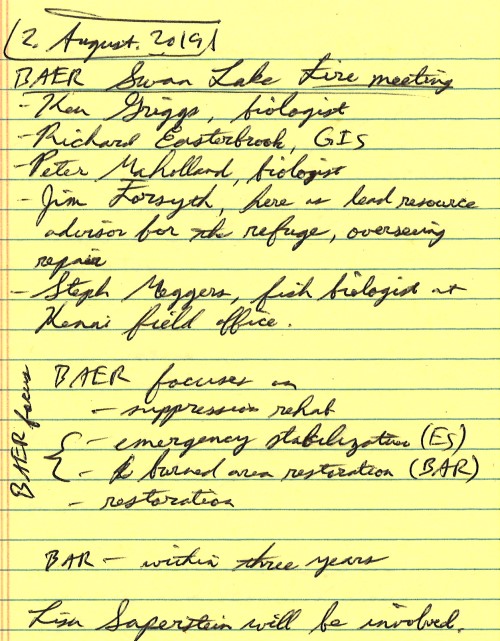 2. August. 2019
BAER Swan Lake Fire meeting
- Ken Griggs, biologist
- Richard Easterbrook, GIS
- Peter Maholland, biologist
- Jim Forsyth, here as lead resource
advisor for the refuge, overseeing
repair
- Steph Meggers, fish biologist at
Kenai field office.
BAER focus
BAER focuses on
- suppression rehab
- emergency stabilization (ES)
- burned area restoration (BAR)
- restoration
BAR - within three years
Lisa Saperstein will be involved.